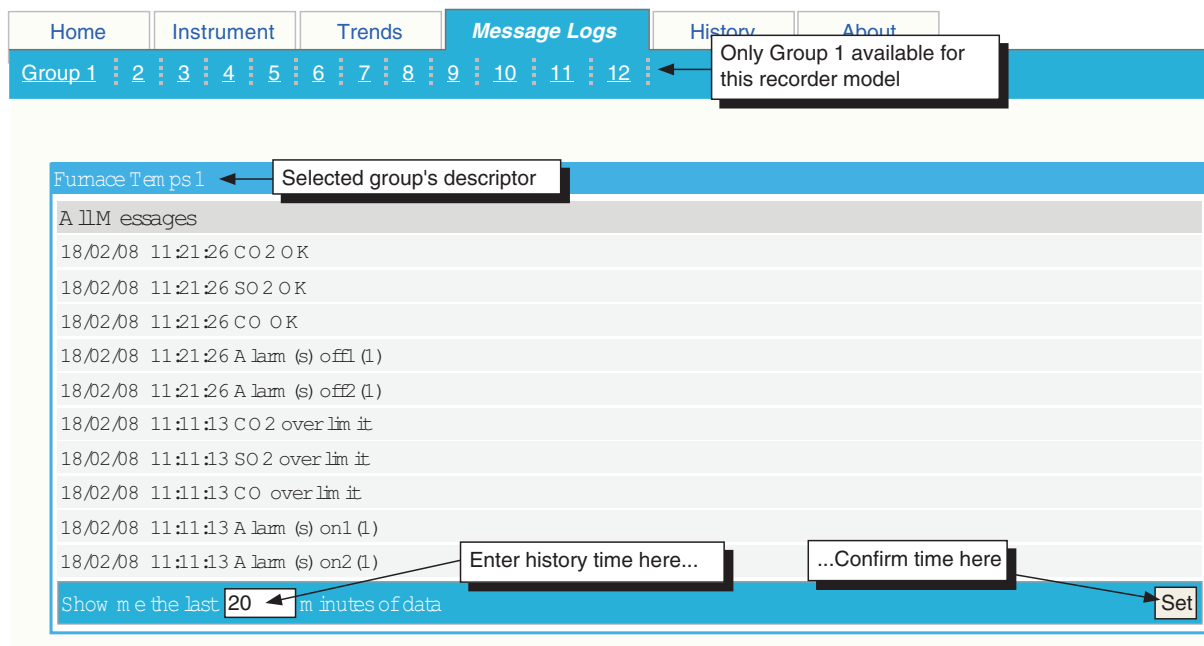 Home Instrument Trends Message Logs History About
Group 1 2 3 4 5 6 7 8 9 10 11 12
Only Group 1 available for
this recorder model
Furnace Temps1
Selected group's descriptor
All Messages
18/02/08 11:21:26 CO2 OK
18/02/08 11:21:26 SO2 OK
18/02/08 11:21:26 CO OK
18/02/08 11:21:26 Alarm(s) off1 (1)
18/02/08 11:21:26 Alarm(s) off2 (1)
18/02/08 11:11:13 CO2 over limit
18/02/08 11:11:13 SO2 over limit
18/02/08 11:11:13 CO over limit
18/02/08 11:11:13 Alarm(s) on1 (1)
18/02/08 11:11:13 Alarm(s) on2 (1)
Enter history time here...
...Confirm time here
Show me the last 20 minutes of data
Set